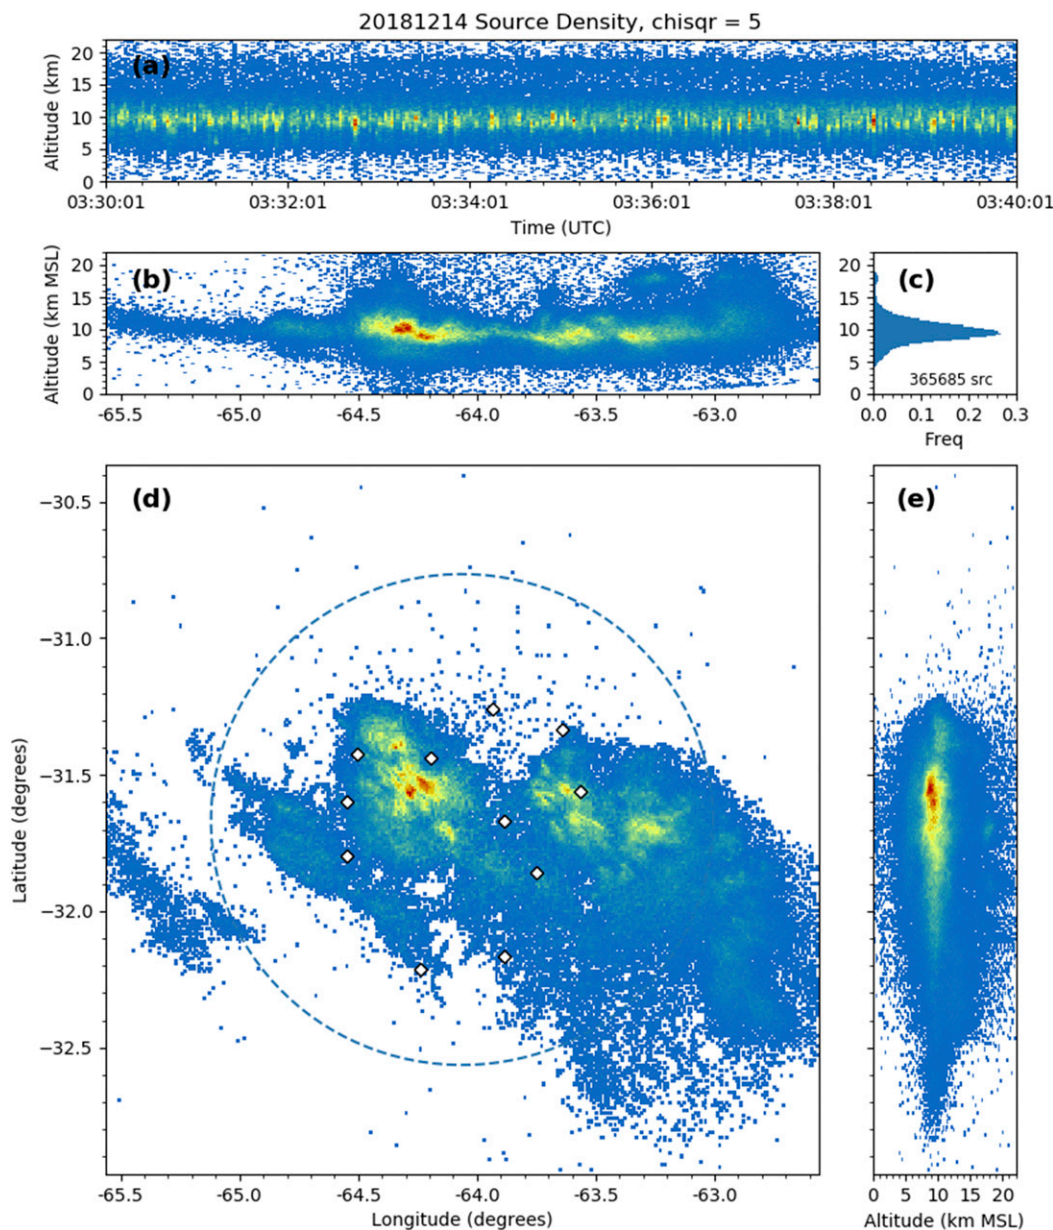 20181214 Source Density, chisqr = 5
(a)
Altitude (km)
20
15
10
5
0
03:30:01 03:32:01 03:34:01 03:36:01 03:38:01 03:40:01
Time (UTC)
(b)
Altitude (km MSL)
20
15
10
5
0
-65.5 -65.0 -64.5 -64.0 -63.5 -63.0
(c)
20
15
10
5
0
365685 src
0.0 0.1 0.2 0.3
Freq
(d)
Latitude (degrees)
−30.5
−31.0
−31.5
−32.0
−32.5
-65.5 -65.0 -64.5 -64.0 -63.5 -63.0
Longitude (degrees)
(e)
0 5 10 15 20
Altitude (km MSL)